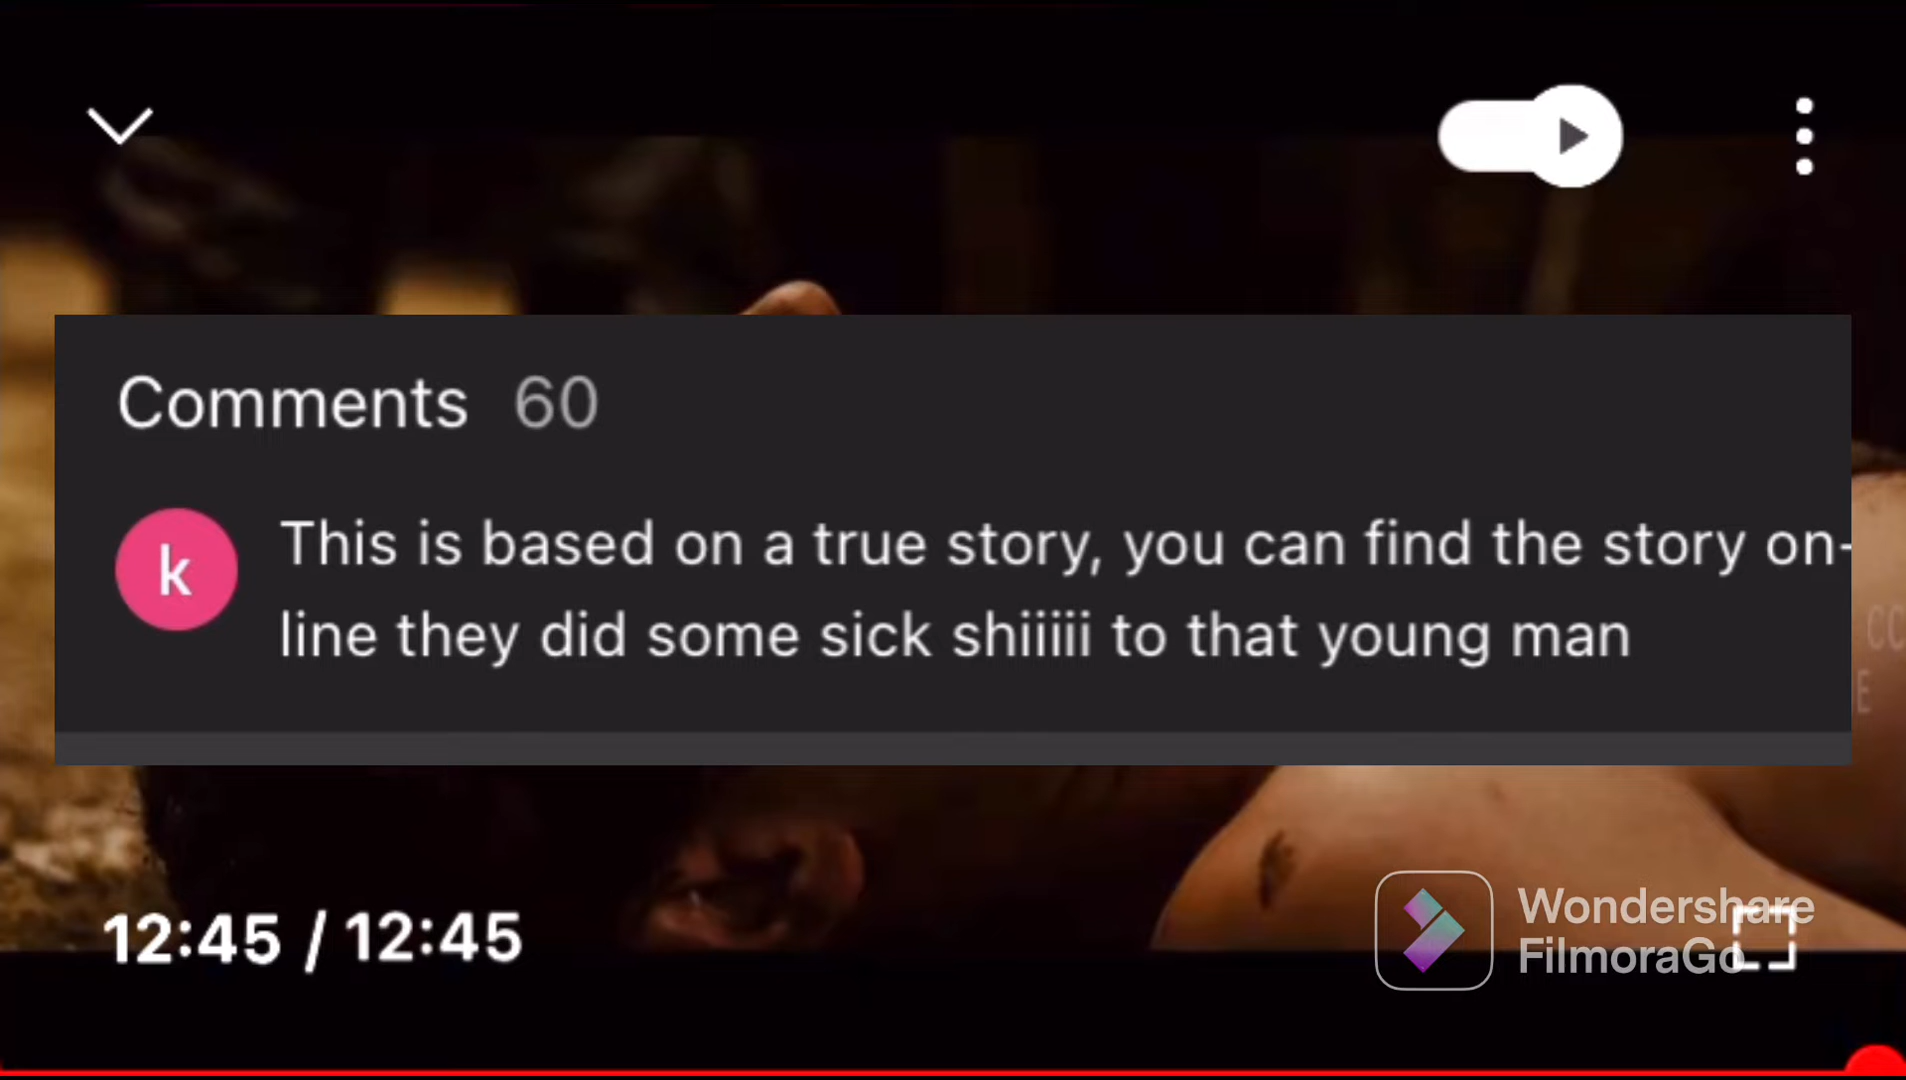 Comments 60
k
This is based on a true story, you can find the story on-
line they did some sick shiiiii to that young man
CC
E
12:45 / 12:45
Wondershare
FilmoraGo